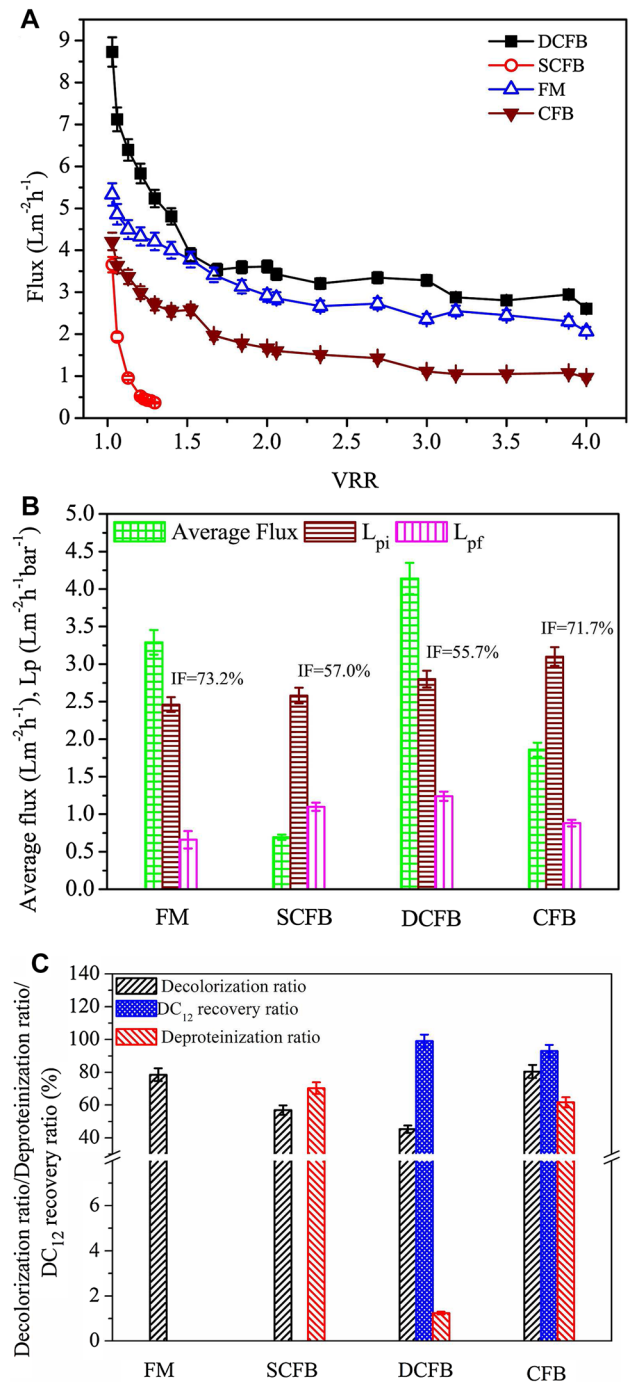 A
Flux (Lm⁻²h⁻¹)
9
8
7
6
5
4
3
2
1
0
DCFB
SCFB
FM
CFB
1.0 1.5 2.0 2.5 3.0 3.5 4.0
VRR
B
Average flux (Lm⁻²h⁻¹), Lp (Lm⁻²h⁻¹bar⁻¹)
5.0
4.5
4.0
3.5
3.0
2.5
2.0
1.5
1.0
0.5
0.0
Average Flux Lpi Lpf
IF=73.2%
IF=57.0%
IF=55.7%
IF=71.7%
FM SCFB DCFB CFB
C
Decolorization ratio/Deproteinization ratio/
DC₁₂ recovery ratio (%)
140
120
100
80
60
40
6
4
2
0
Decolorization ratio
DC₁₂ recovery ratio
Deproteinization ratio
FM SCFB DCFB CFB